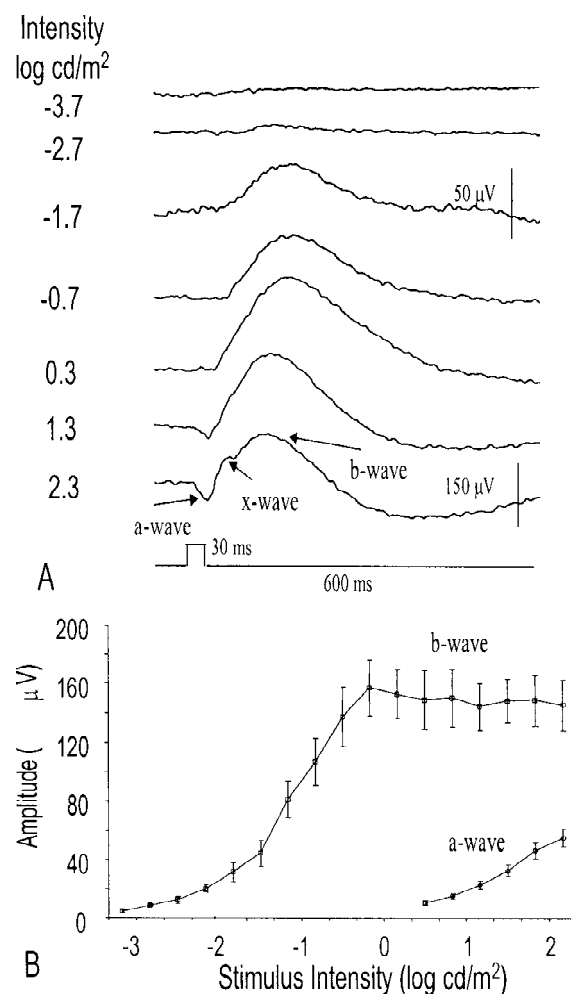 Intensity
log cd/m²
-3.7
-2.7
-1.7
50 μV
-0.7
0.3
1.3
b-wave
2.3
150 μV
x-wave
a-wave
30 ms
A
600 ms
200
b-wave
160
120
80
a-wave
40
0
Amplitude ( μV)
-3 -2 -1 0 1 2
B
Stimulus Intensity (log cd/m²)